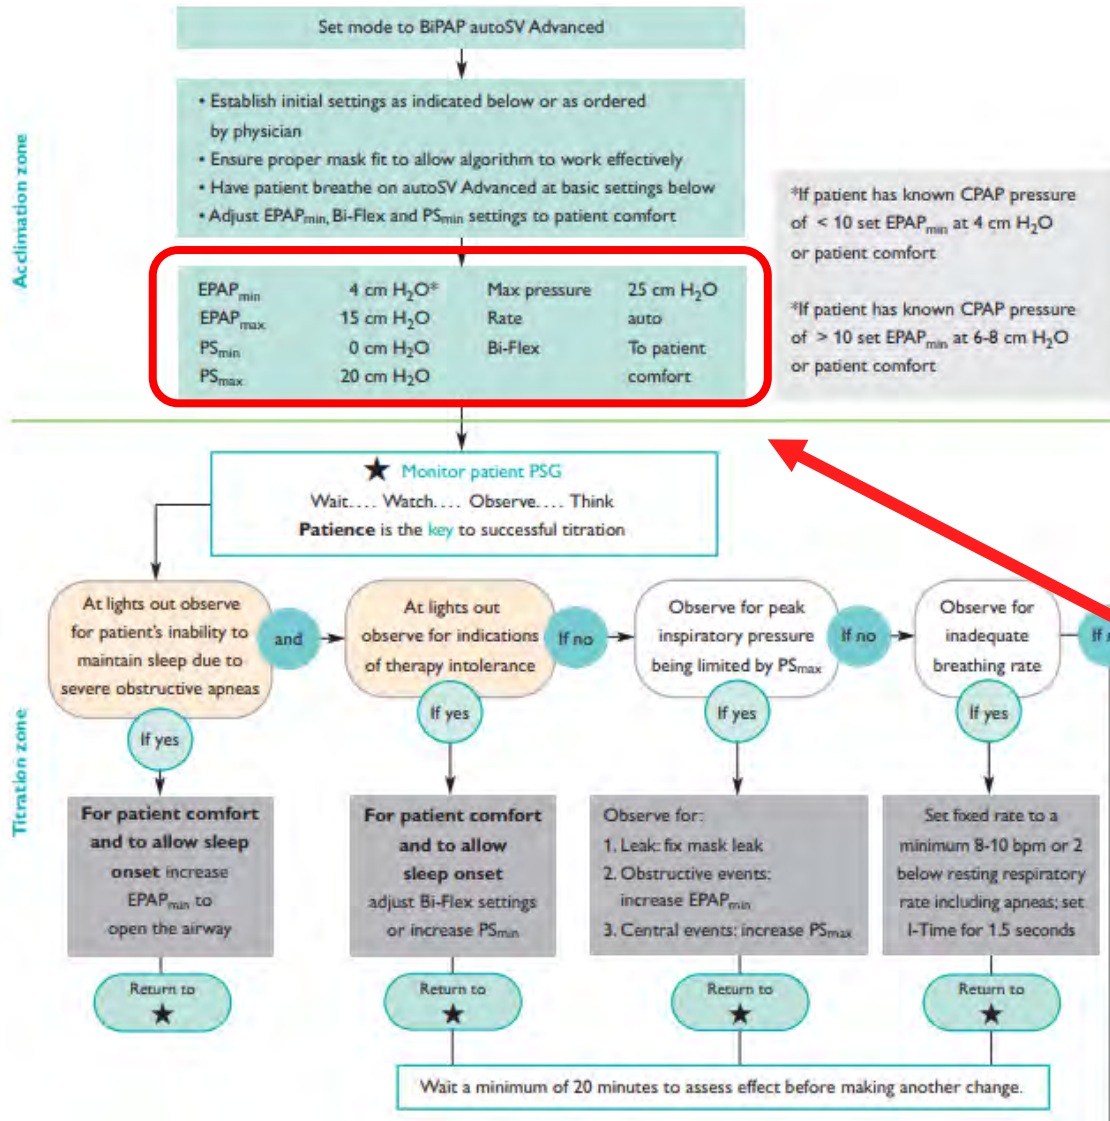 Set mode to BiPAP autoSV Advanced
Acclimation zone
• Establish initial settings as indicated below or as ordered
by physician
• Ensure proper mask fit to allow algorithm to work effectively
• Have patient breathe on autoSV Advanced at basic settings below
• Adjust EPAPmin, Bi-Flex and PSmin settings to patient comfort
EPAPmin 4 cm H2O* Max pressure 25 cm H2O
EPAPmax 15 cm H2O Rate auto
PSmin 0 cm H2O Bi-Flex To patient
PSmax 20 cm H2O comfort
*If patient has known CPAP pressure
of < 10 set EPAPmin at 4 cm H2O
or patient comfort
*If patient has known CPAP pressure
of > 10 set EPAPmin at 6-8 cm H2O
or patient comfort
Titration zone
★ Monitor patient PSG
Wait.... Watch.... Observe.... Think
Patience is the key to successful titration
At lights out observe
for patient's inability to
maintain sleep due to
severe obstructive apneas
and
At lights out
observe for indications
of therapy intolerance
If no
Observe for peak
inspiratory pressure
being limited by PSmax
If no
Observe for
inadequate
breathing rate
If
If yes
If yes
If yes
If yes
For patient comfort
and to allow sleep
onset increase
EPAPmin to
open the airway
For patient comfort
and to allow
sleep onset
adjust Bi-Flex settings
or increase PSmin
Observe for:
1. Leak: fix mask leak
2. Obstructive events:
increase EPAPmin
3. Central events: increase PSmax
Set fixed rate to a
minimum 8-10 bpm or 2
below resting respiratory
rate including apneas; set
I-Time for 1.5 seconds
Return to
★
Return to
★
Return to
★
Return to
★
Wait a minimum of 20 minutes to assess effect before making another change.